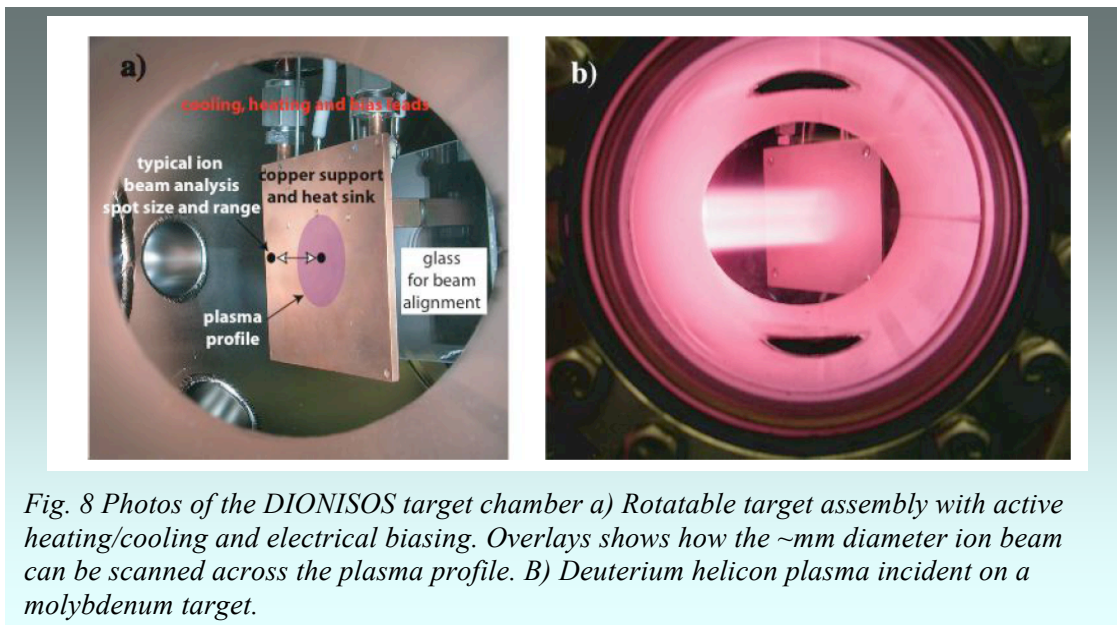 a)
cooling, heating and bias leads
typical ion
beam analysis
spot size and range
copper support
and heat sink
glass
for beam
alignment
plasma
profile
b)
Fig. 8 Photos of the DIONISOS target chamber a) Rotatable target assembly with active
heating/cooling and electrical biasing. Overlays shows how the ~mm diameter ion beam
can be scanned across the plasma profile. B) Deuterium helicon plasma incident on a
molybdenum target.